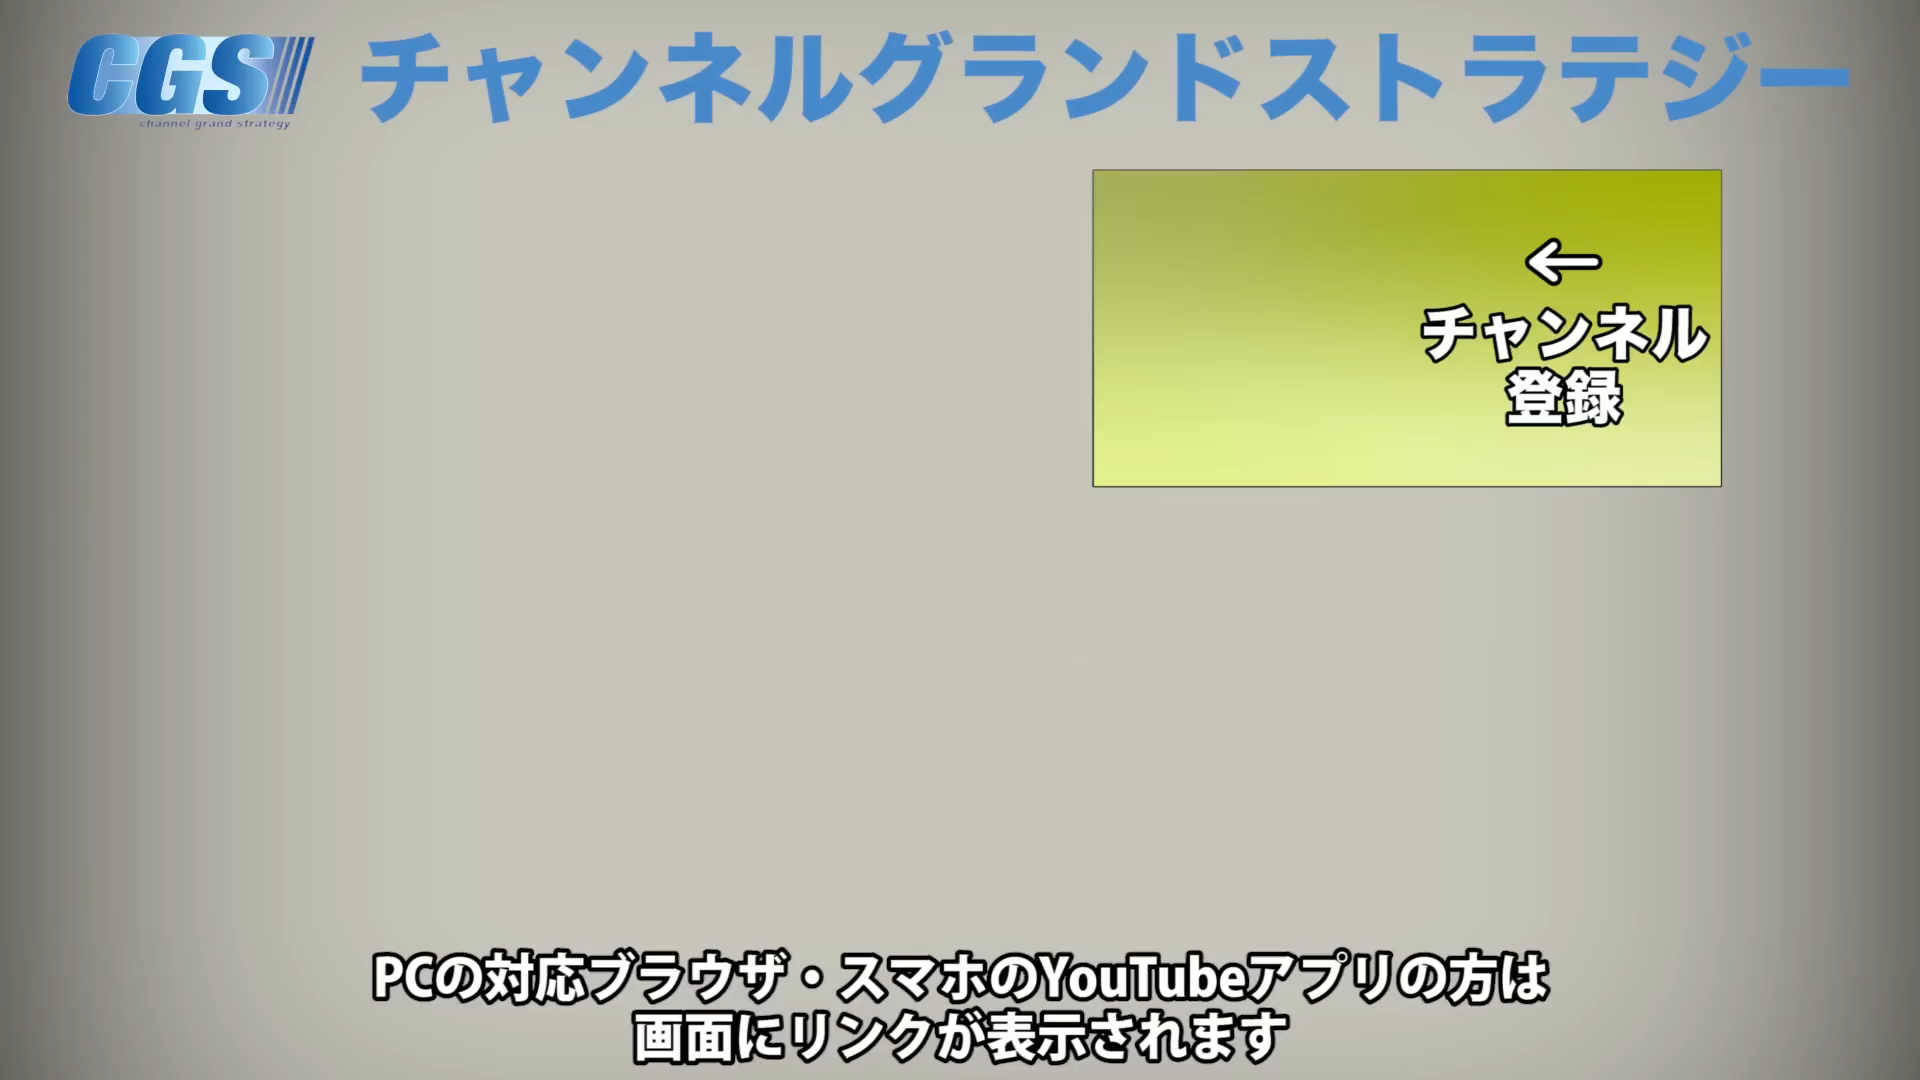 CGS
channel grand strategy
チャンネルグランドストラテジー
←
チャンネル
登録
PCの対応ブラウザ・スマホのYouTubeアプリの方は
画面にリンクが表示されます